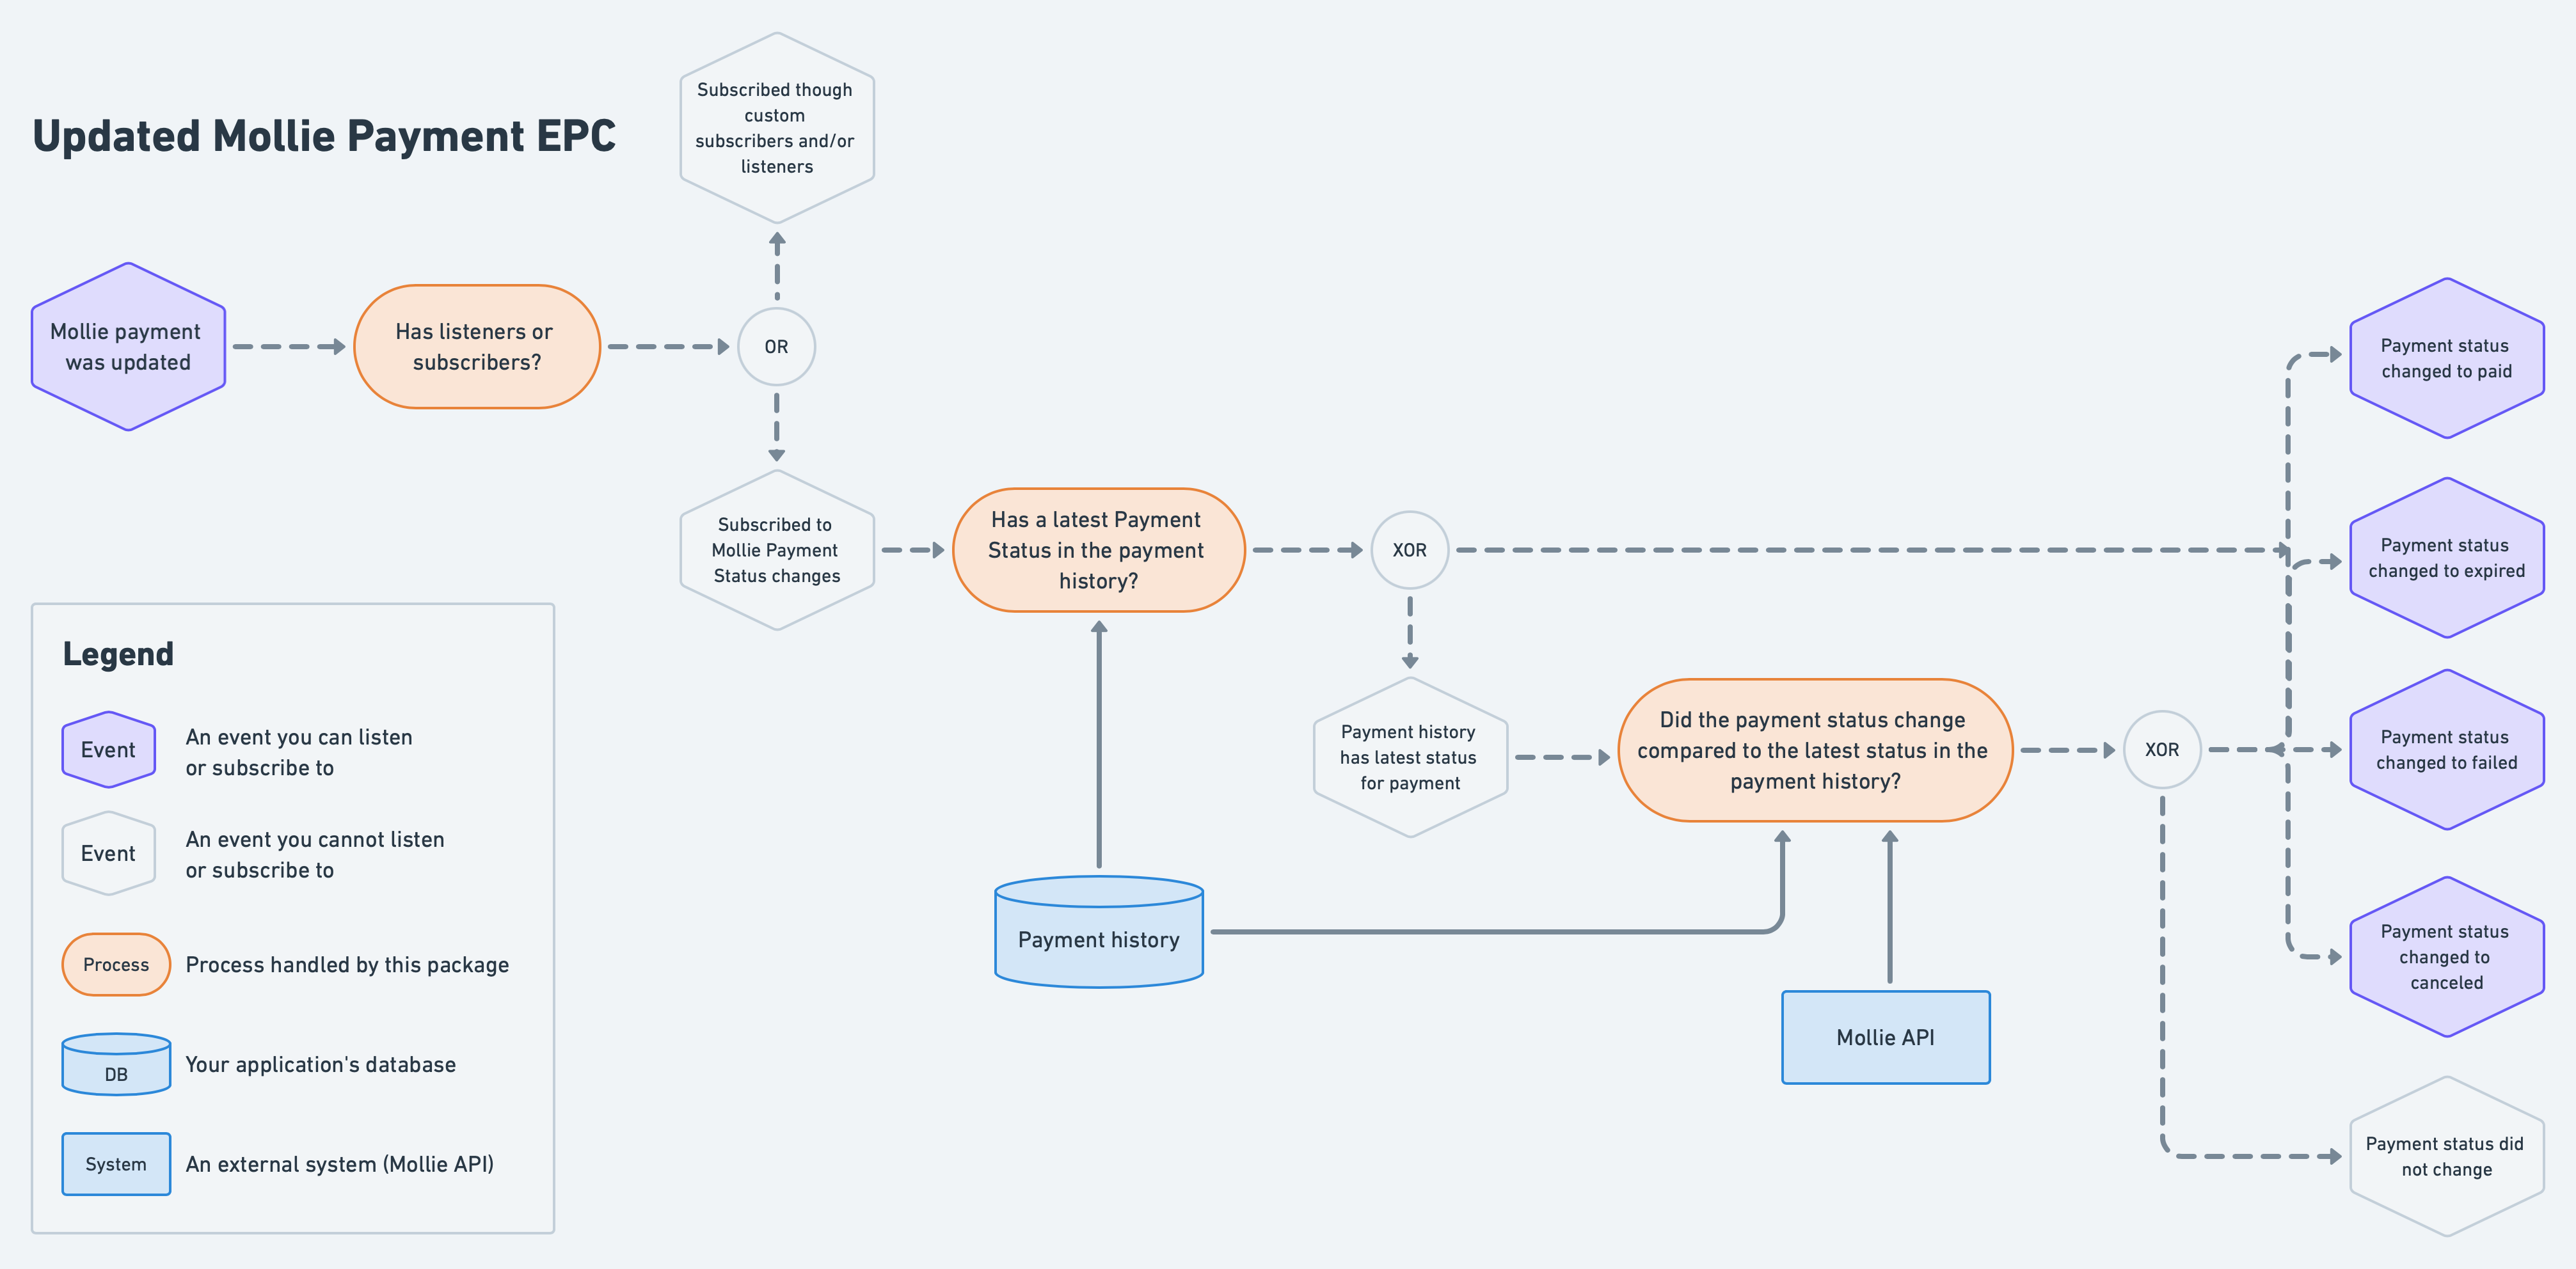 Updated Mollie Payment EPC
Subscribed though
custom
subscribers and/or
listeners
Mollie payment
was updated
Has listeners or
subscribers?
OR
Subscribed to
Mollie Payment
Status changes
Has a latest Payment
Status in the payment
history?
XOR
Payment history
has latest status
for payment
Did the payment status change
compared to the latest status in the
payment history?
XOR
Payment status
changed to paid
Payment status
changed to expired
Payment status
changed to failed
Payment status
changed to
canceled
Payment status did
not change
Payment history
Mollie API
Legend
Event
An event you can listen
or subscribe to
Event
An event you cannot listen
or subscribe to
Process
Process handled by this package
DB
Your application's database
System
An external system (Mollie API)